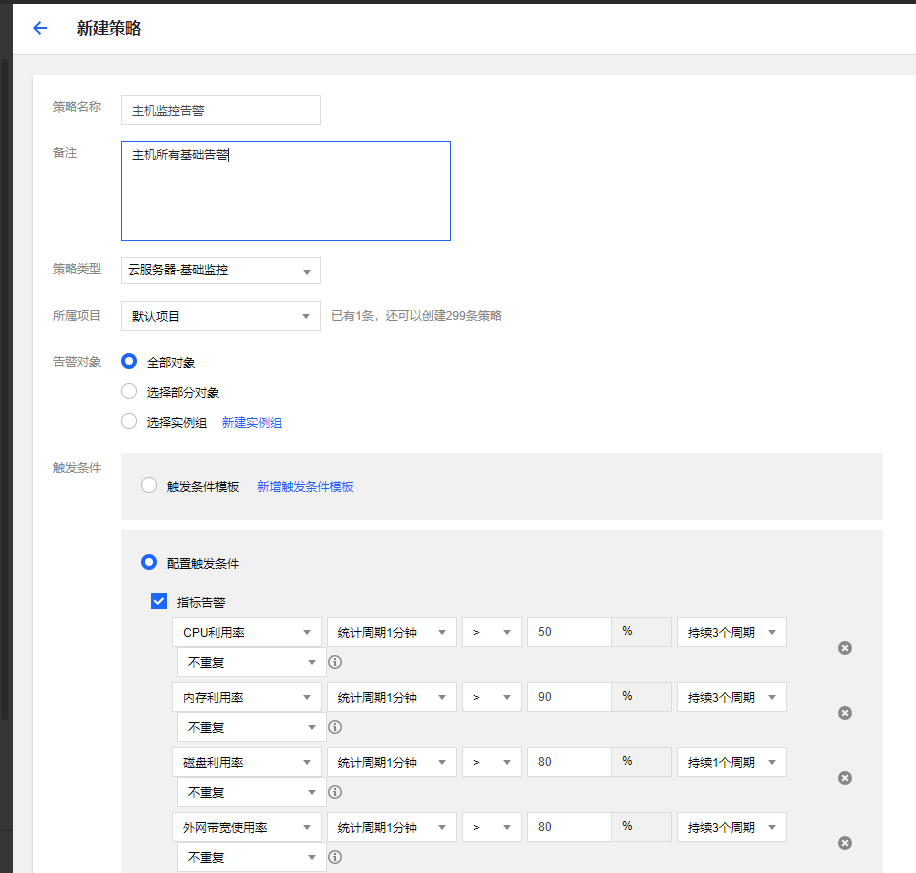 新建策略
策略名称 主机监控告警
备注 主机所有基础告警
策略类型 云服务器-基础监控
所属项目 默认项目 已有1条，还可以创建299条策略
告警对象 全部对象
选择部分对象
选择实例组 新建实例组
触发条件
触发条件模板 新增触发条件模板
配置触发条件
指标告警
CPU利用率 统计周期1分钟 > 50 % 持续3个周期
不重复
内存利用率 统计周期1分钟 > 90 % 持续3个周期
不重复
磁盘利用率 统计周期1分钟 > 80 % 持续1个周期
不重复
外网带宽使用率 统计周期1分钟 > 80 % 持续3个周期
不重复